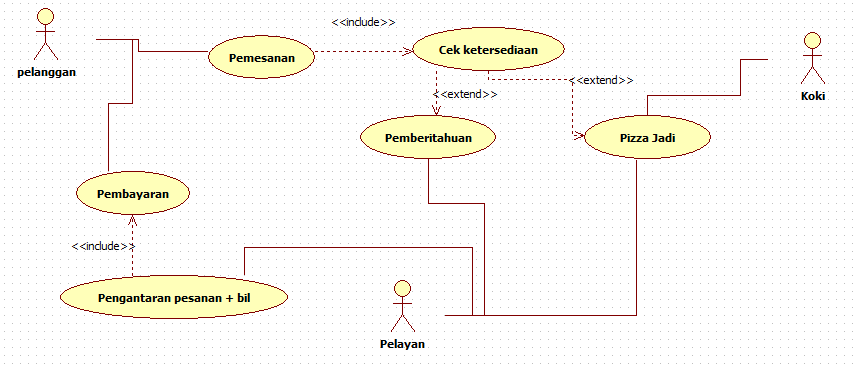 <<include>>
pelanggan
Pemesanan
Cek ketersediaan
<<extend>>
<<extend>>
Koki
Pemberitahuan
Pizza Jadi
Pembayaran
<<include>>
Pengantaran pesanan + bil
Pelayan